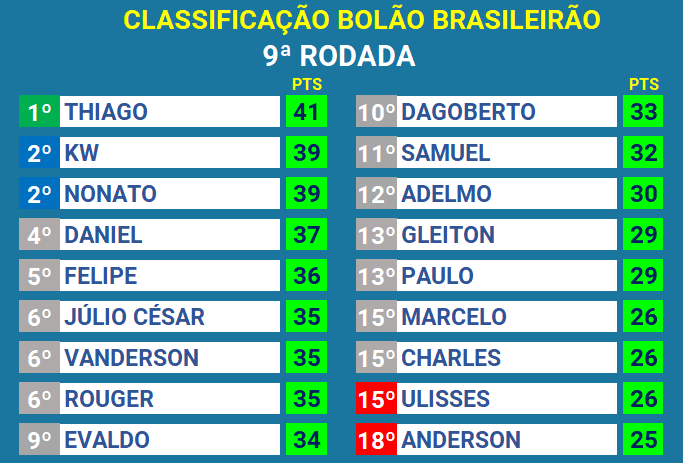 CLASSIFICAÇÃO BOLÃO BRASILEIRÃO
9ª RODADA
PTS
1º THIAGO 41
2º KW 39
2º NONATO 39
4º DANIEL 37
5º FELIPE 36
6º JÚLIO CÉSAR 35
6º VANDERSON 35
6º ROUGER 35
9º EVALDO 34
PTS
10º DAGOBERTO 33
11º SAMUEL 32
12º ADELMO 30
13º GLEITON 29
13º PAULO 29
15º MARCELO 26
15º CHARLES 26
15º ULISSES 26
18º ANDERSON 25